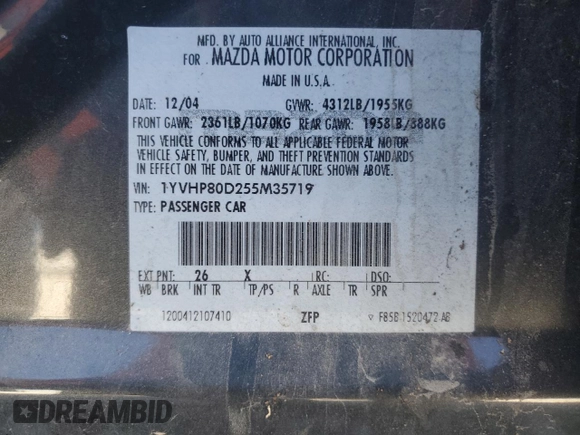 MFD. BY AUTO ALLIANCE INTERNATIONAL, INC.
FOR MAZDA MOTOR CORPORATION
MADE IN U.S.A.
DATE: 12/04 GVWR: 4312LB/1955KG
FRONT GAWR: 2361LB/1070KG REAR GAWR: 1958LB/888KG
THIS VEHICLE CONFORMS TO ALL APPLICABLE FEDERAL MOTOR
VEHICLE SAFETY, BUMPER, AND THEFT PREVENTION STANDARDS
IN EFFECT ON THE DATE OF MANUFACTURE SHOWN ABOVE.
VIN: 1YVHP80D255M35719
TYPE: PASSENGER CAR
EXT PNT: 26 X RC: DSO:
WB BRK INT TR TP/PS R AXLE TR SPR
1200412107410 ZFP F85B-1520472-AB
DREAMBID